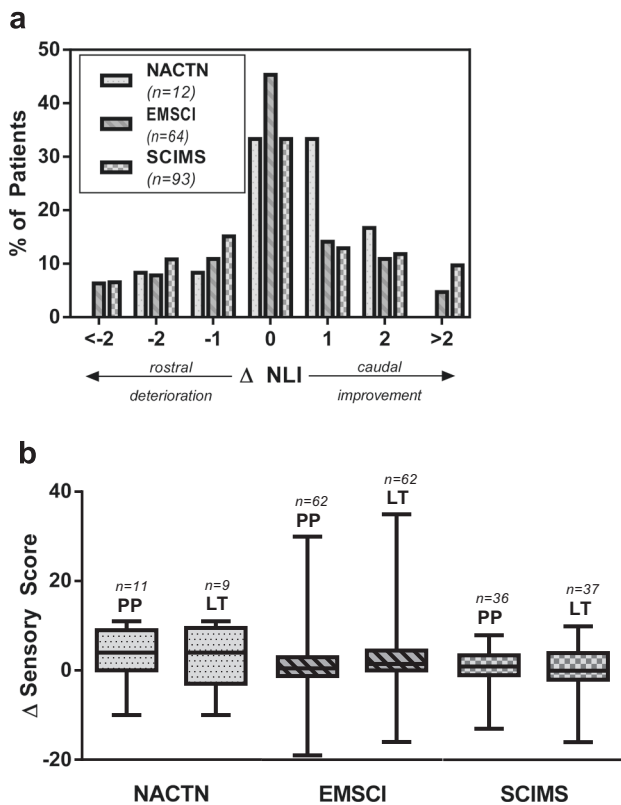 a
50
40
30
20
10
0
% of Patients
NACTN
(n=12)
EMSCI
(n=64)
SCIMS
(n=93)
<-2 -2 -1 0 1 2 >2
rostral Δ NLI caudal
deterioration improvement
b
40
20
0
-20
Δ Sensory Score
n=11
PP
n=9
LT
n=62
PP
n=62
LT
n=36
PP
n=37
LT
NACTN EMSCI SCIMS